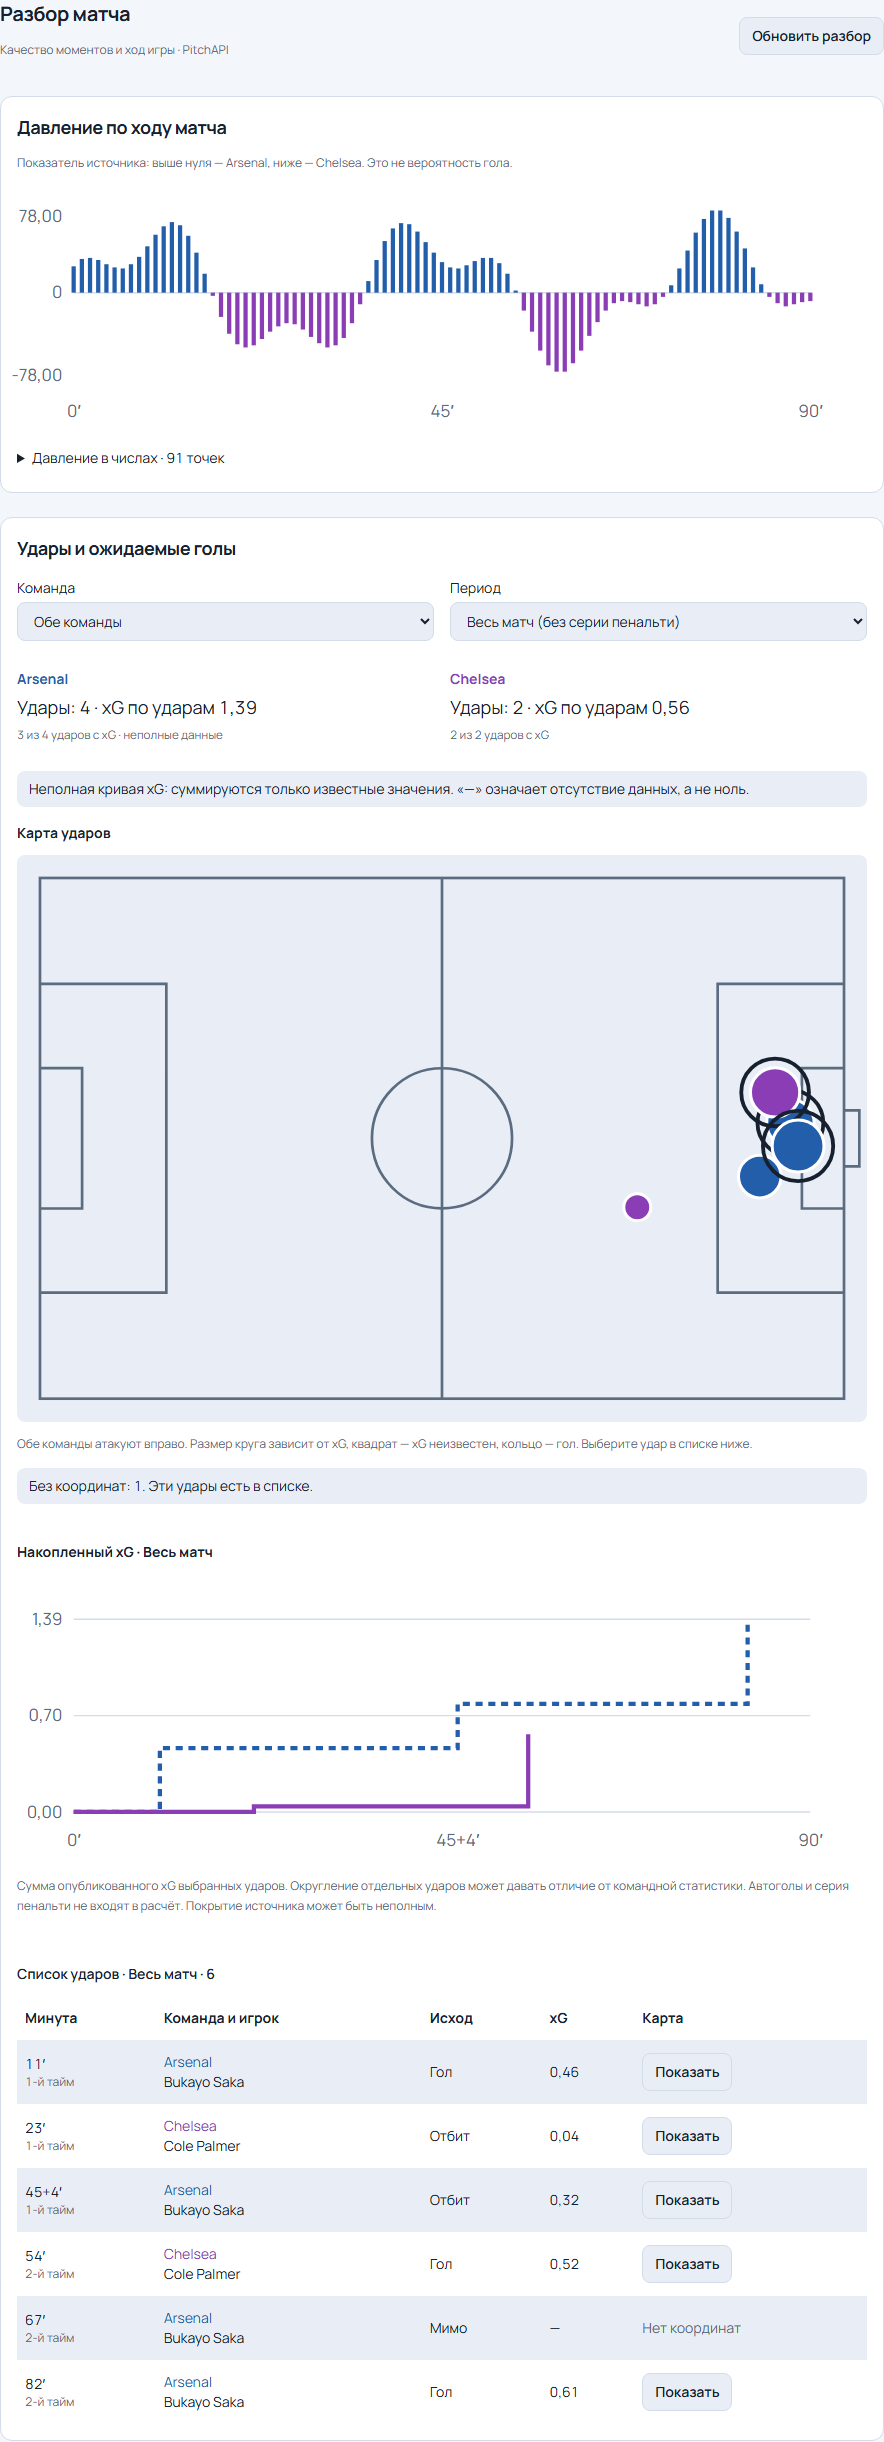 Разбор матча
Качество моментов и ход игры · PitchAPI
Обновить разбор
Давление по ходу матча
Показатель источника: выше нуля — Arsenal, ниже — Chelsea. Это не вероятность гола.
78,00
0
-78,00
0′
45′
90′
Давление в числах · 91 точек
Удары и ожидаемые голы
Команда
Период
Обе команды
Весь матч (без серии пенальти)
Arsenal
Chelsea
Удары: 4 · xG по ударам 1,39
Удары: 2 · xG по ударам 0,56
3 из 4 ударов с xG · неполные данные
2 из 2 ударов с xG
Неполная кривая xG: суммируются только известные значения. «—» означает отсутствие данных, а не ноль.
Карта ударов
Обе команды атакуют вправо. Размер круга зависит от xG, квадрат — xG неизвестен, кольцо — гол. Выберите удар в списке ниже.
Без координат: 1. Эти удары есть в списке.
Накопленный xG · Весь матч
1,39
0,70
0,00
0′
45+4′
90′
Сумма опубликованного xG выбранных ударов. Округление отдельных ударов может давать отличие от командной статистики. Автоголы и серия
пенальти не входят в расчёт. Покрытие источника может быть неполным.
Список ударов · Весь матч · 6
Минута
Команда и игрок
Исход
xG
Карта
11′
1-й тайм
Arsenal
Bukayo Saka
Гол
0,46
Показать
23′
1-й тайм
Chelsea
Cole Palmer
Отбит
0,04
Показать
45+4′
1-й тайм
Arsenal
Bukayo Saka
Отбит
0,32
Показать
54′
2-й тайм
Chelsea
Cole Palmer
Гол
0,52
Показать
67′
2-й тайм
Arsenal
Bukayo Saka
Мимо
—
Нет координат
82′
2-й тайм
Arsenal
Bukayo Saka
Гол
0,61
Показать